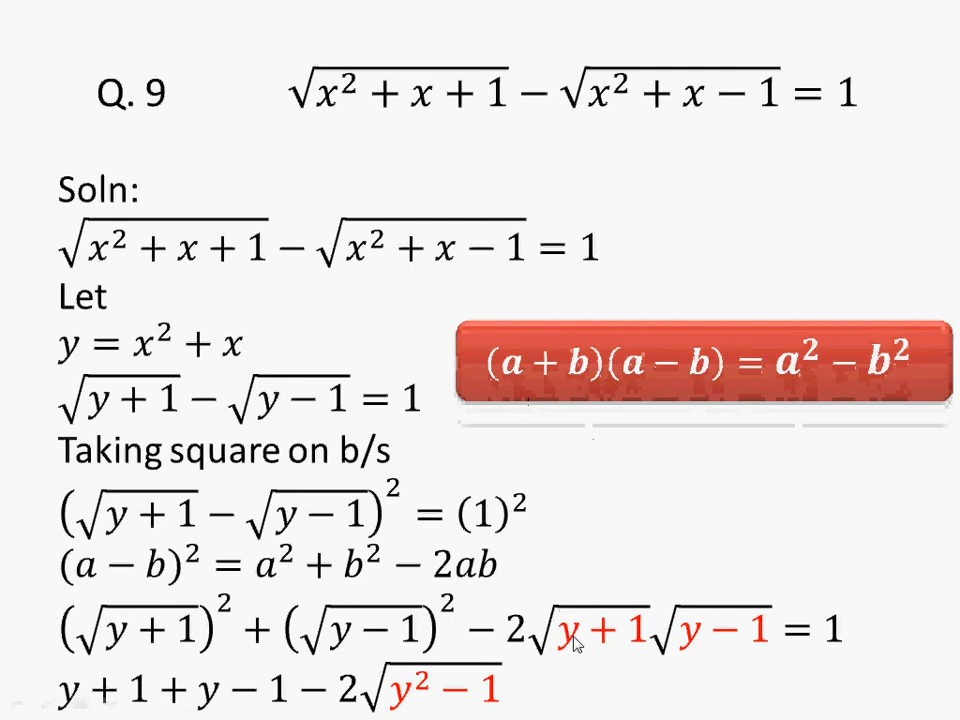 Q. 9 √(x² + x + 1) − √(x² + x − 1) = 1
Soln:
√(x² + x + 1) − √(x² + x − 1) = 1
Let
y = x² + x
(a + b)(a − b) = a² − b²
√(y + 1) − √(y − 1) = 1
Taking square on b/s
(√(y + 1) − √(y − 1))² = (1)²
(a − b)² = a² + b² − 2ab
(√(y + 1))² + (√(y − 1))² − 2√(y + 1)√(y − 1) = 1
y + 1 + y − 1 − 2√(y² − 1)